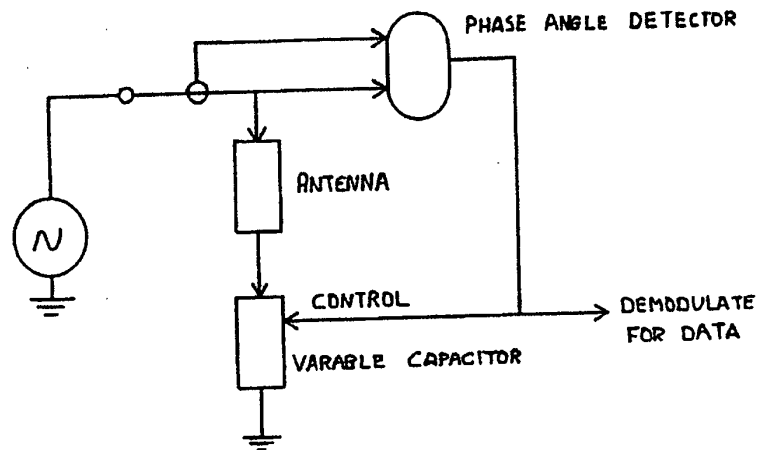 PHASE ANGLE DETECTOR
ANTENNA
CONTROL
DEMODULATE
FOR DATA
VARABLE CAPACITOR